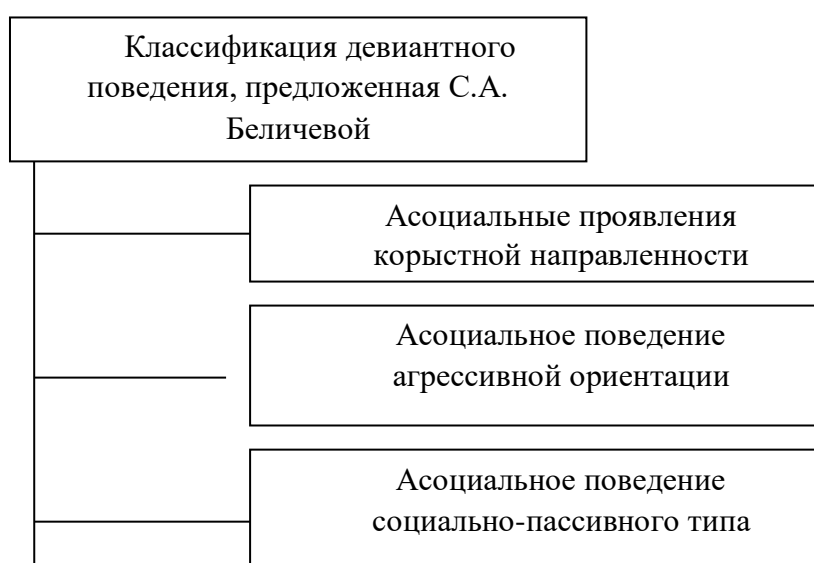 Классификация девиантного
поведения, предложенная С.А.
Беличевой
Асоциальные проявления
корыстной направленности
Асоциальное поведение
агрессивной ориентации
Асоциальное поведение
социально-пассивного типа